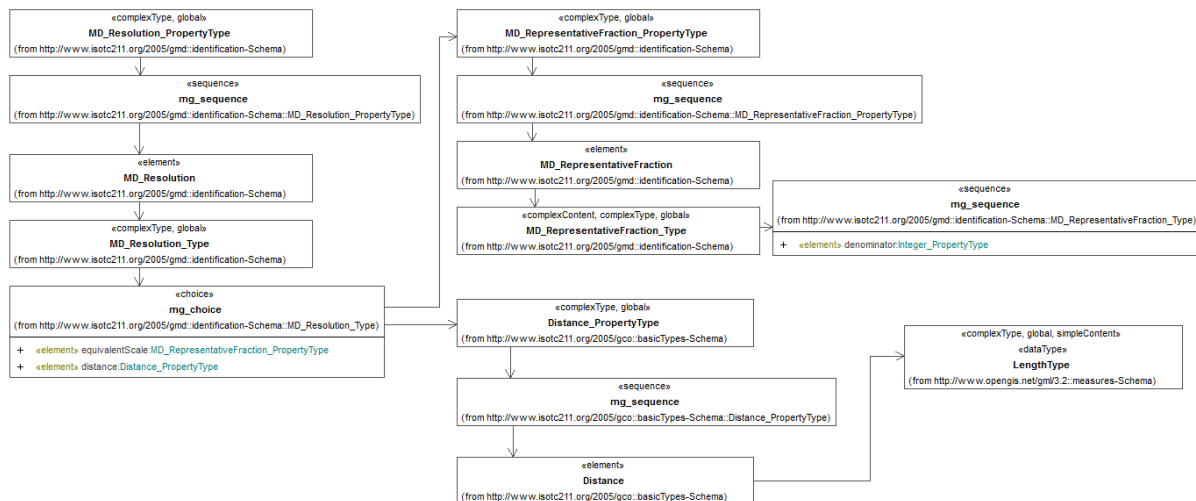 «complexType, global»
MD_Resolution_PropertyType
(from http://www.isotc211.org/2005/gmd::identification-Schema)
«sequence»
mg_sequence
(from http://www.isotc211.org/2005/gmd::identification-Schema::MD_Resolution_PropertyType)
«element»
MD_Resolution
(from http://www.isotc211.org/2005/gmd::identification-Schema)
«complexType, global»
MD_Resolution_Type
(from http://www.isotc211.org/2005/gmd::identification-Schema)
«choice»
mg_choice
(from http://www.isotc211.org/2005/gmd::identification-Schema::MD_Resolution_Type)
+ «element» equivalentScale:MD_RepresentativeFraction_PropertyType
+ «element» distance:Distance_PropertyType
«complexType, global»
MD_RepresentativeFraction_PropertyType
(from http://www.isotc211.org/2005/gmd::identification-Schema)
«sequence»
mg_sequence
(from http://www.isotc211.org/2005/gmd::identification-Schema::MD_RepresentativeFraction_PropertyType)
«element»
MD_RepresentativeFraction
(from http://www.isotc211.org/2005/gmd::identification-Schema)
«complexContent, complexType, global»
MD_RepresentativeFraction_Type
(from http://www.isotc211.org/2005/gmd::identification-Schema)
«sequence»
mg_sequence
(from http://www.isotc211.org/2005/gmd::identification-Schema::MD_RepresentativeFraction_Type)
+ «element» denominator:Integer_PropertyType
«complexType, global»
Distance_PropertyType
(from http://www.isotc211.org/2005/gco::basicTypes-Schema)
«sequence»
mg_sequence
(from http://www.isotc211.org/2005/gco::basicTypes-Schema::Distance_PropertyType)
«element»
Distance
(from http://www.isotc211.org/2005/gco::basicTypes-Schema)
«complexType, global, simpleContent»
«dataType»
LengthType
(from http://www.opengis.net/gml/3.2::measures-Schema)